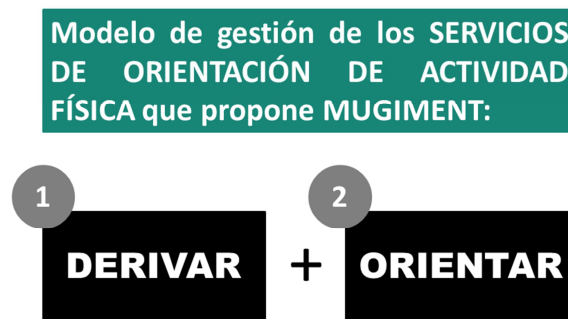 Modelo de gestión de los SERVICIOS
DE ORIENTACIÓN DE ACTIVIDAD
FÍSICA que propone MUGIMENT:
1 2
DERIVAR + ORIENTAR